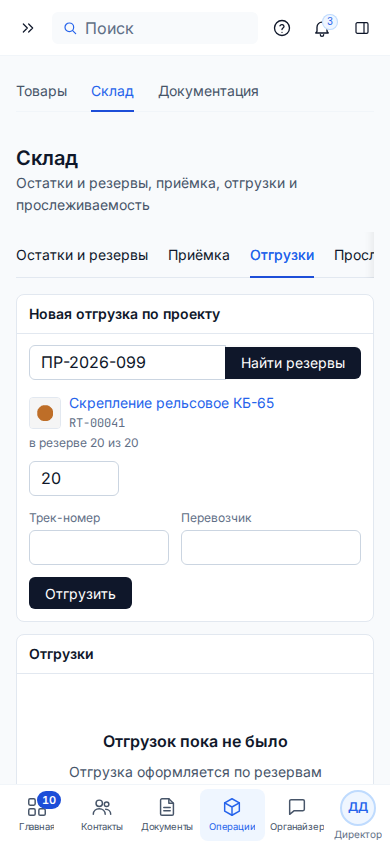 Поиск
3
Товары Склад Документация
Склад
Остатки и резервы, приёмка, отгрузки и
прослеживаемость
Остатки и резервы Приёмка Отгрузки Просл
Новая отгрузка по проекту
ПР-2026-099 Найти резервы
Скрепление рельсовое КБ-65
RT-00041
в резерве 20 из 20
20
Трек-номер Перевозчик
Отгрузить
Отгрузки
Отгрузок пока не было
Отгрузка оформляется по резервам
10
ДД
Главная Контакты Документы Операции Органайзер
Директор